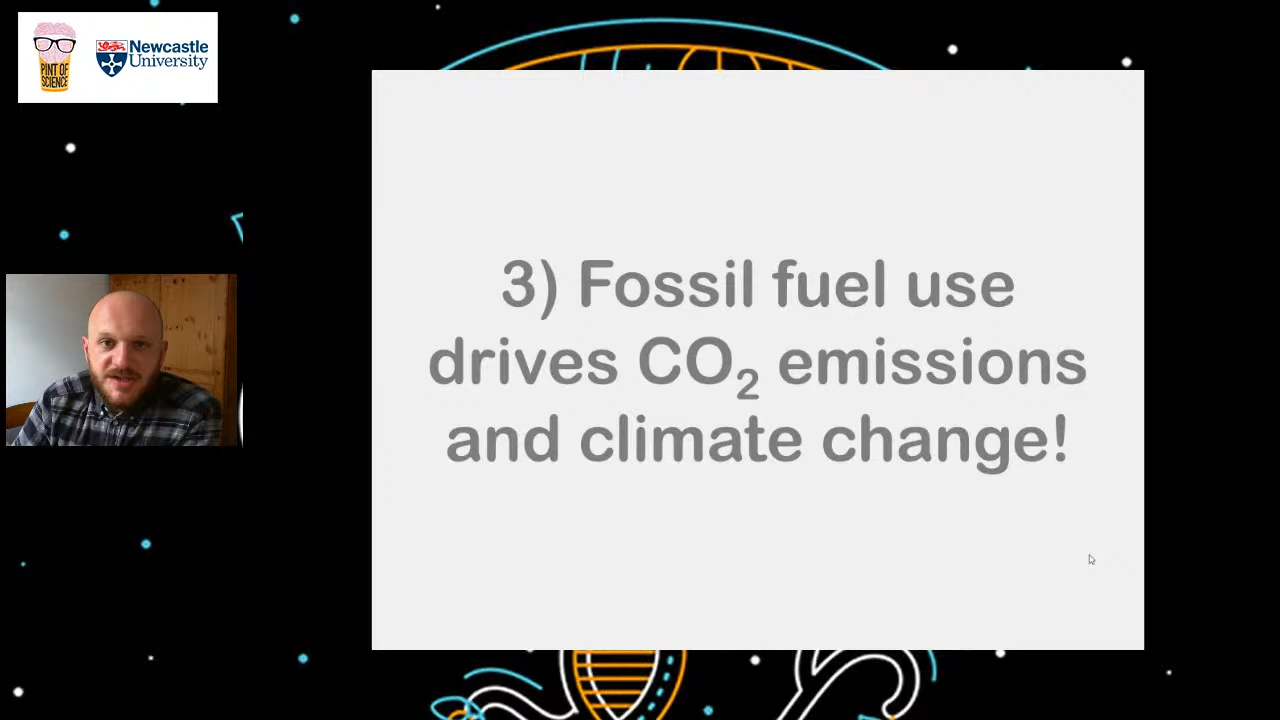 PINT OF
SCIENCE
Newcastle
University
3) Fossil fuel use
drives CO₂ emissions
and climate change!